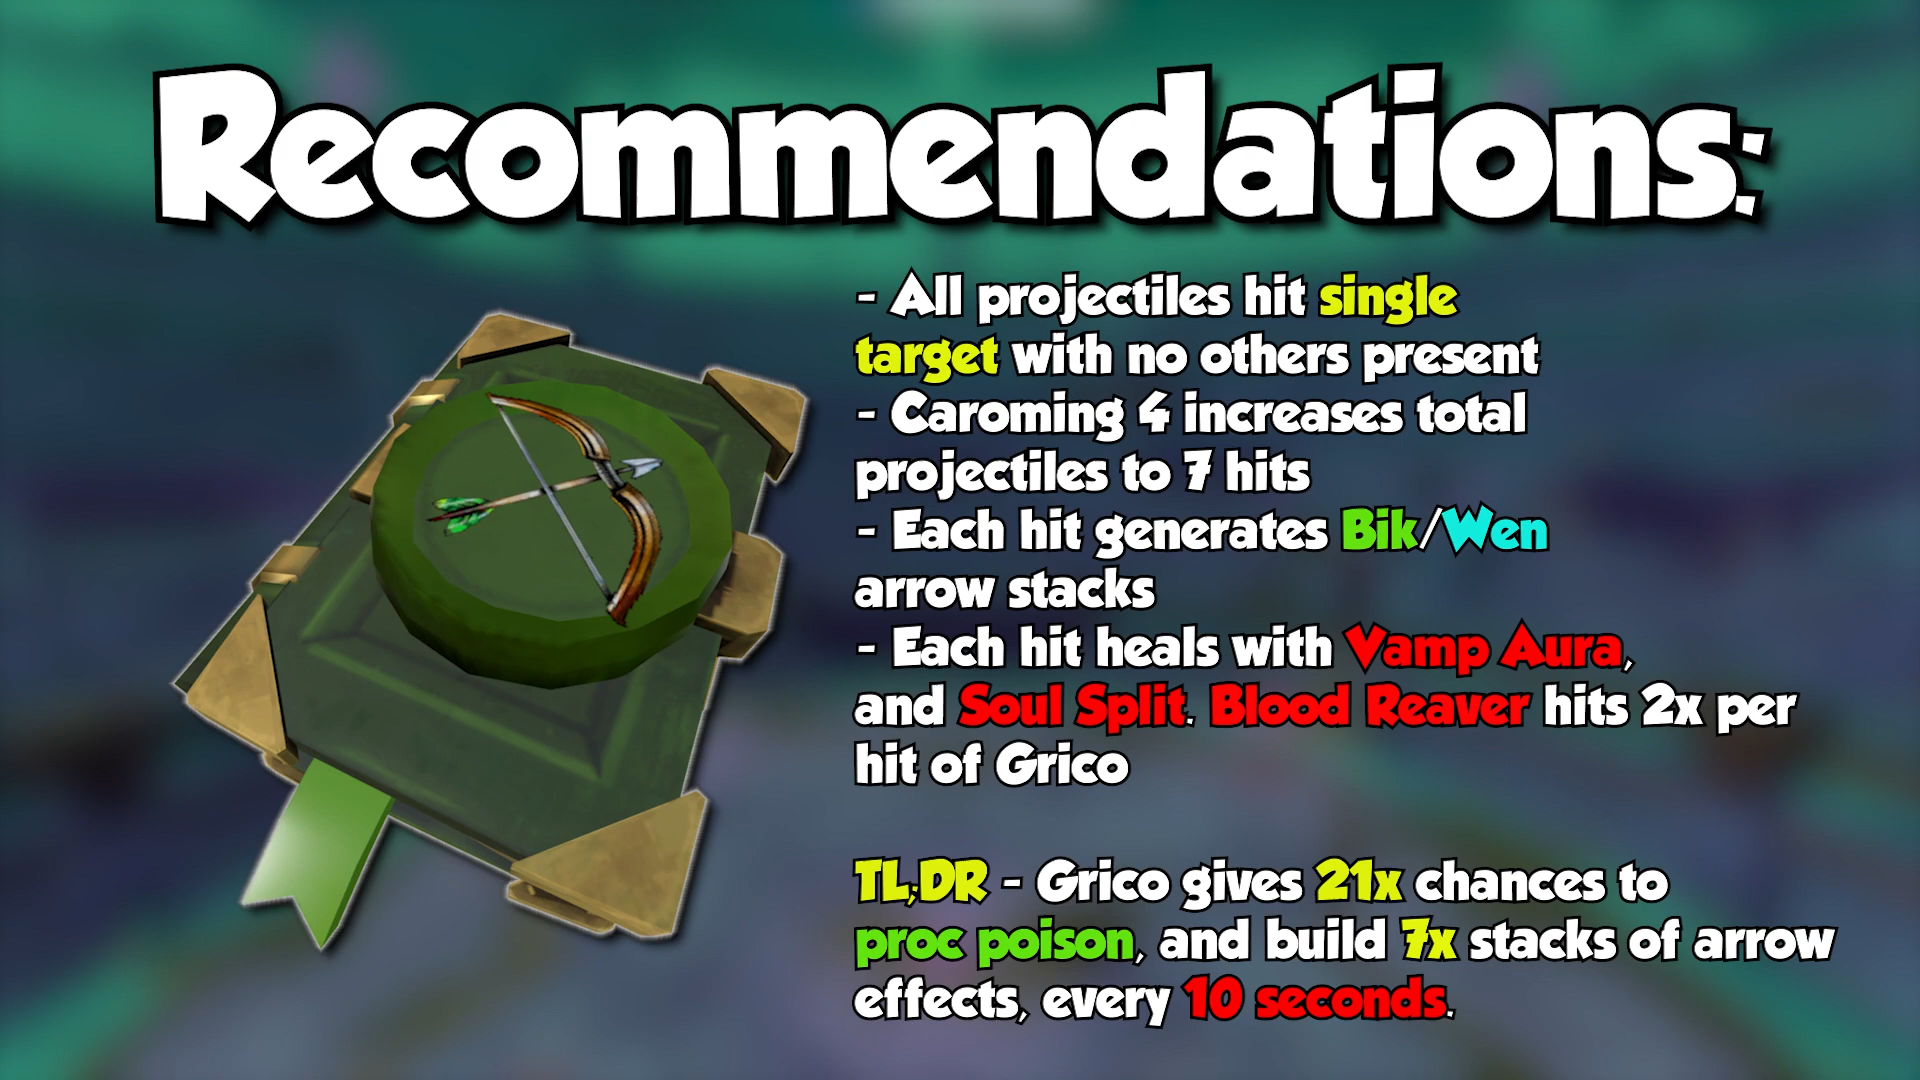 Recommendations:
- All projectiles hit single
target with no others present
- Caroming 4 increases total
projectiles to 7 hits
- Each hit generates Bik/Wen
arrow stacks
- Each hit heals with Vamp Aura,
and Soul Split. Blood Reaver hits 2x per
hit of Grico
TL;DR - Grico gives 21x chances to
proc poison, and build 7x stacks of arrow
effects, every 10 seconds.